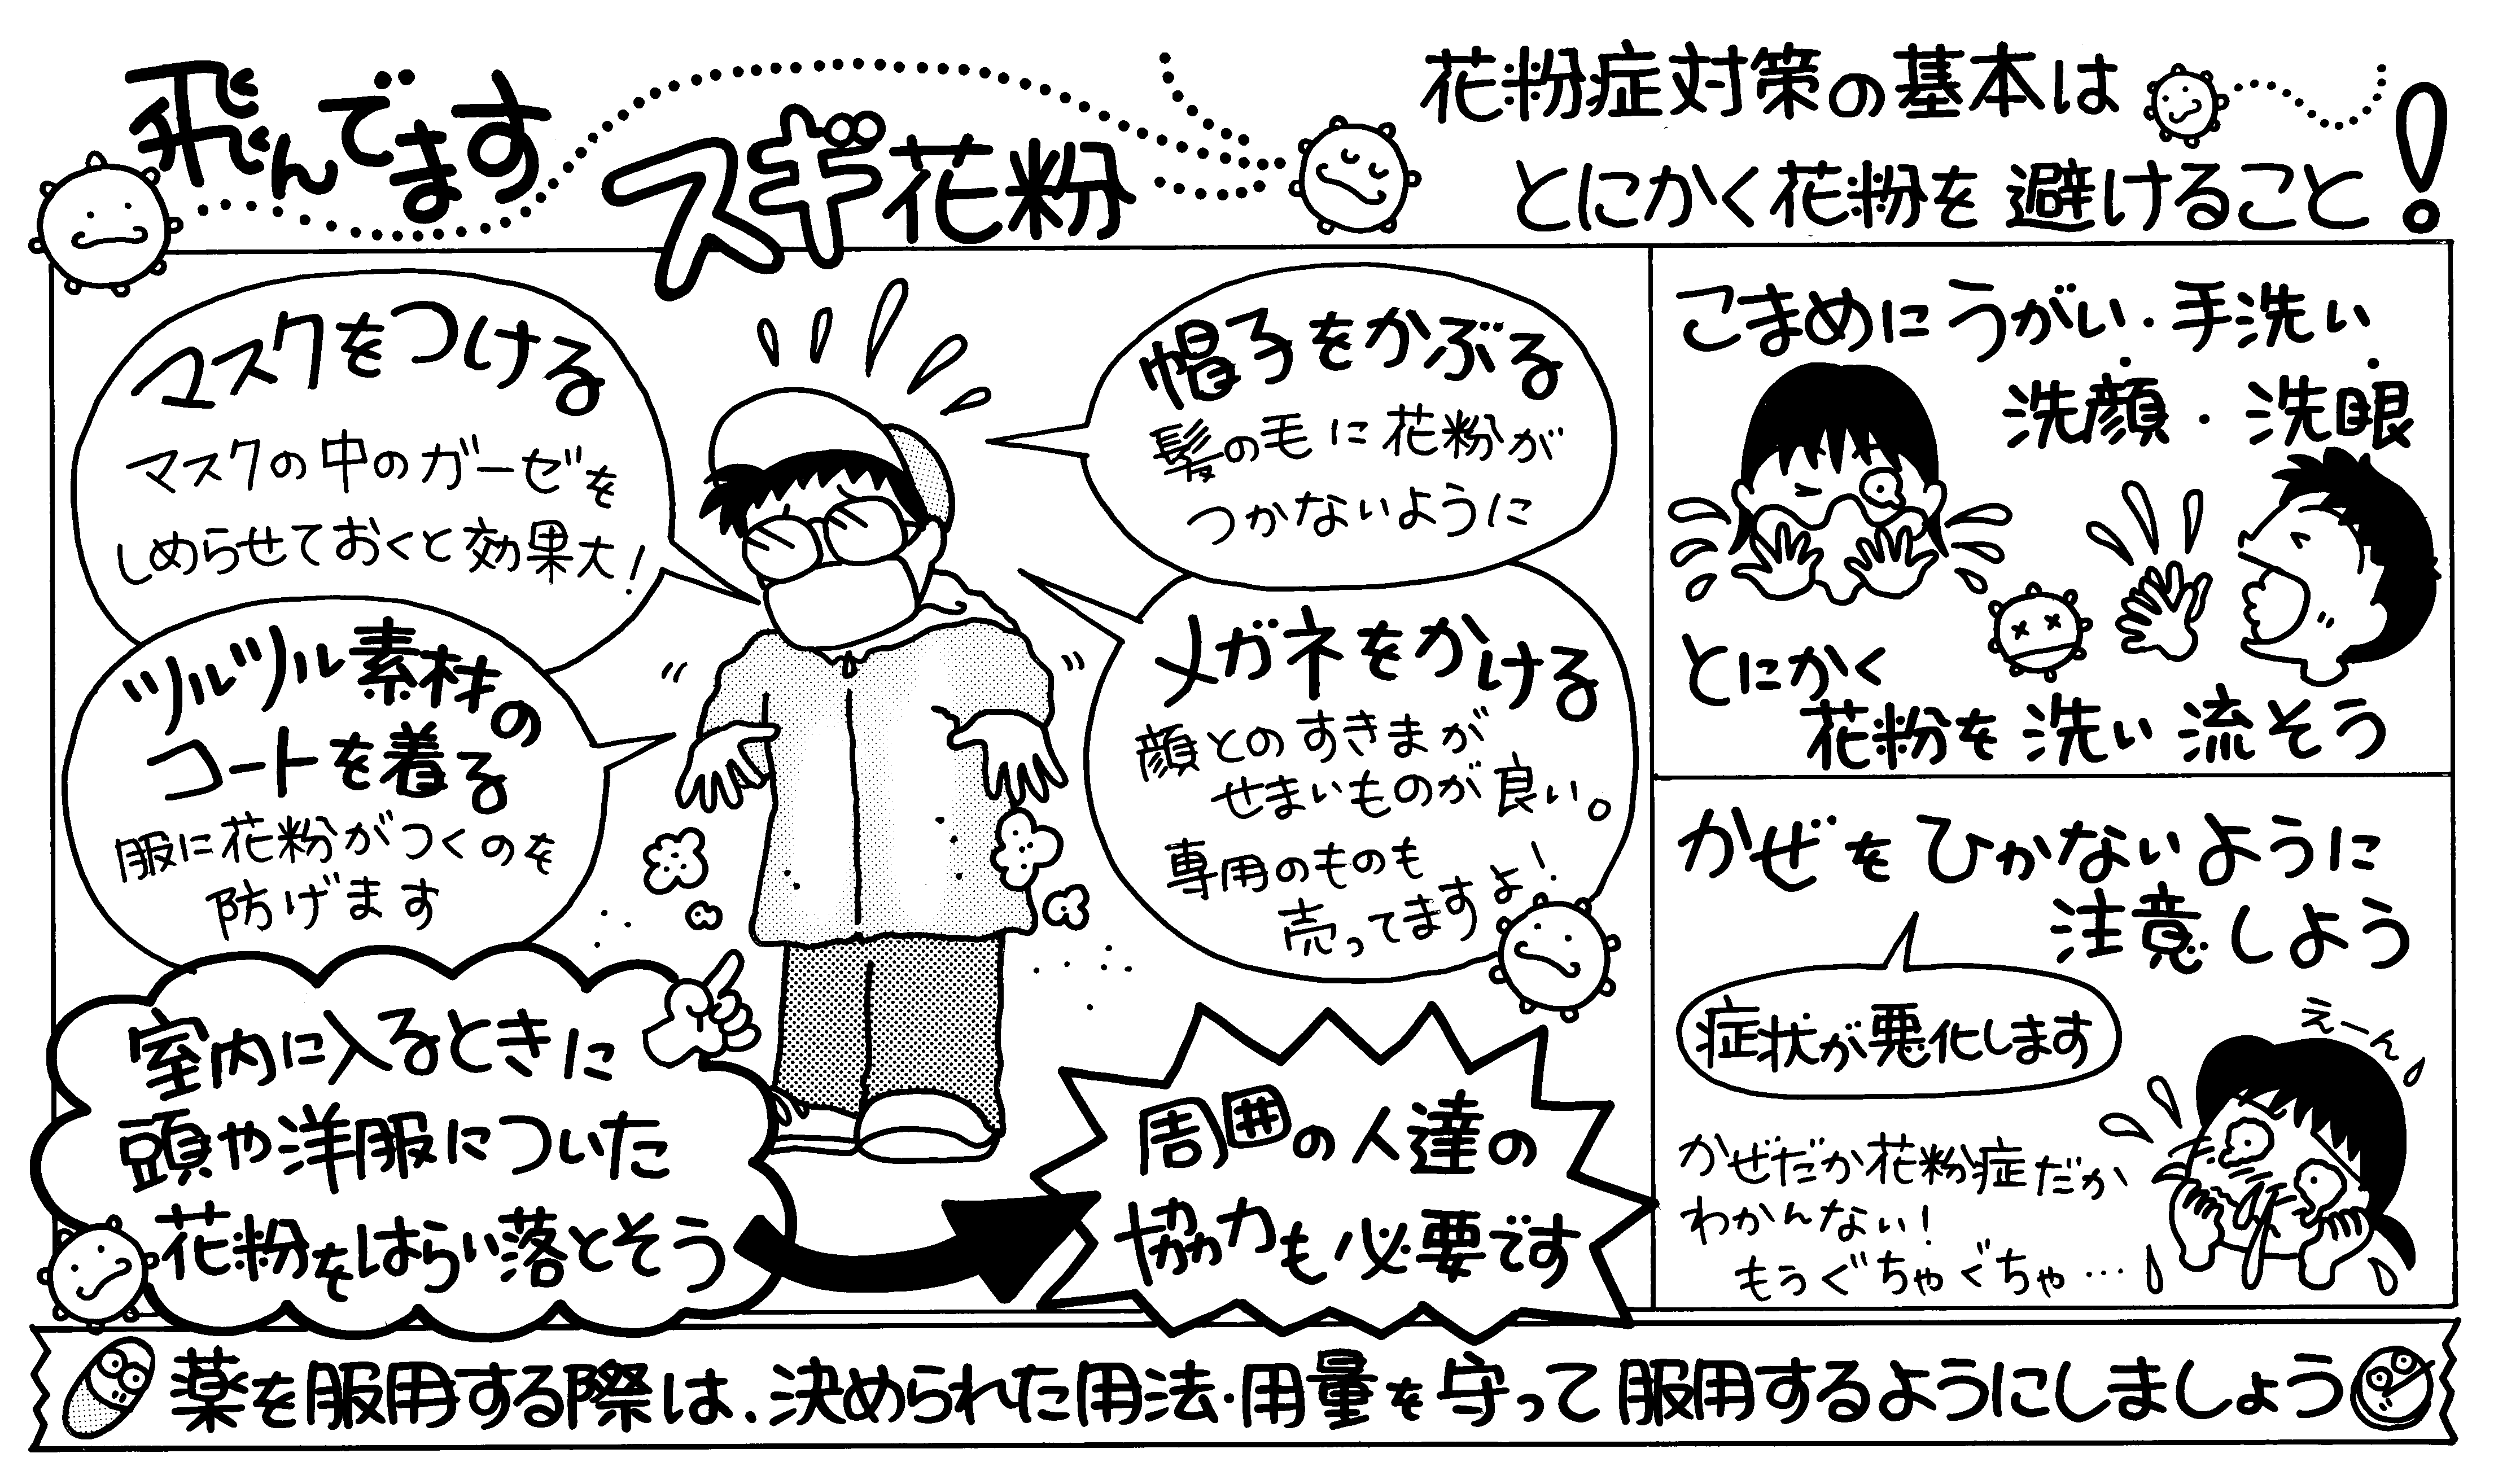 飛んでます
スギ花粉
花粉症対策の基本は
とにかく花粉を避けること!
マスクをつける
マスクの中のガーゼを
しめらせておくと効果大!
ツルツル素材の
コートを着る
服に花粉がつくのを
防げます
帽子をかぶる
髪の毛に花粉が
つかないように
メガネをかける
顔とのすきまが
せまいものが良い。
専用のものも
売ってますよ!
室内に入るときに
頭や洋服についた
花粉をはらい落とそう
周囲の人達の
協力も必要です
こまめにうがい・手洗い
洗顔・洗眼
とにかく
花粉を洗い流そう
かぜをひかないように
注意しよう
症状が悪化します
えーん
かぜだか花粉症だか
わかんない!
もうぐちゃぐちゃ…
薬を服用する際は、決められた用法・用量を守って服用するようにしましょう